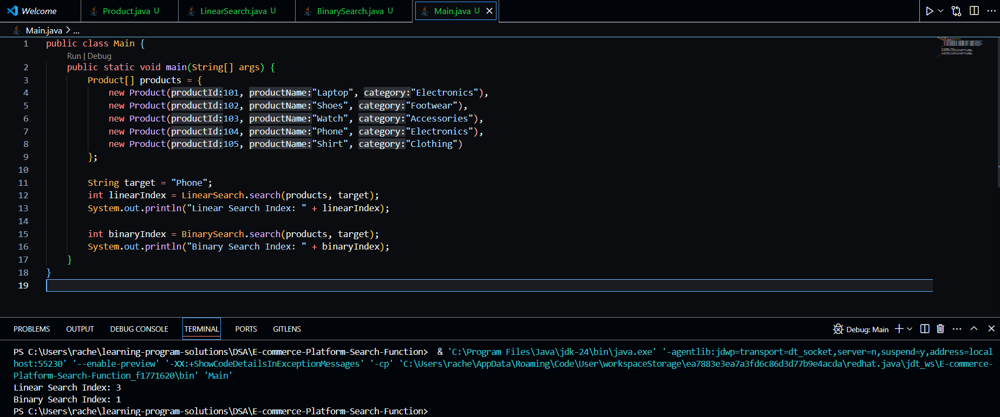 Welcome Product.java U LinearSearch.java U BinarySearch.java U Main.java U
Main.java > ...
1 public class Main {
Run | Debug
2 public static void main(String[] args) {
3 Product[] products = {
4 new Product(productId:101, productName:"Laptop", category:"Electronics"),
5 new Product(productId:102, productName:"Shoes", category:"Footwear"),
6 new Product(productId:103, productName:"Watch", category:"Accessories"),
7 new Product(productId:104, productName:"Phone", category:"Electronics"),
8 new Product(productId:105, productName:"Shirt", category:"Clothing")
9 };
10
11 String target = "Phone";
12 int linearIndex = LinearSearch.search(products, target);
13 System.out.println("Linear Search Index: " + linearIndex);
14
15 int binaryIndex = BinarySearch.search(products, target);
16 System.out.println("Binary Search Index: " + binaryIndex);
17 }
18 }
19
PROBLEMS OUTPUT DEBUG CONSOLE TERMINAL PORTS GITLENS Debug: Main
PS C:\Users\rache\learning-program-solutions\DSA\E-commerce-Platform-Search-Function> & 'C:\Program Files\Java\jdk-24\bin\java.exe' '-agentlib:jdwp=transport=dt_socket,server=n,suspend=y,address=local
host:55230' '--enable-preview' '-XX:+ShowCodeDetailsInExceptionMessages' '-cp' 'C:\Users\rache\AppData\Roaming\Code\User\workspaceStorage\ea7883e3ea7a3fd6c86d3d77b9e4acda\redhat.java\jdt_ws\E-commerce-
Platform-Search-Function_f1771620\bin' 'Main'
Linear Search Index: 3
Binary Search Index: 1
PS C:\Users\rache\learning-program-solutions\DSA\E-commerce-Platform-Search-Function>